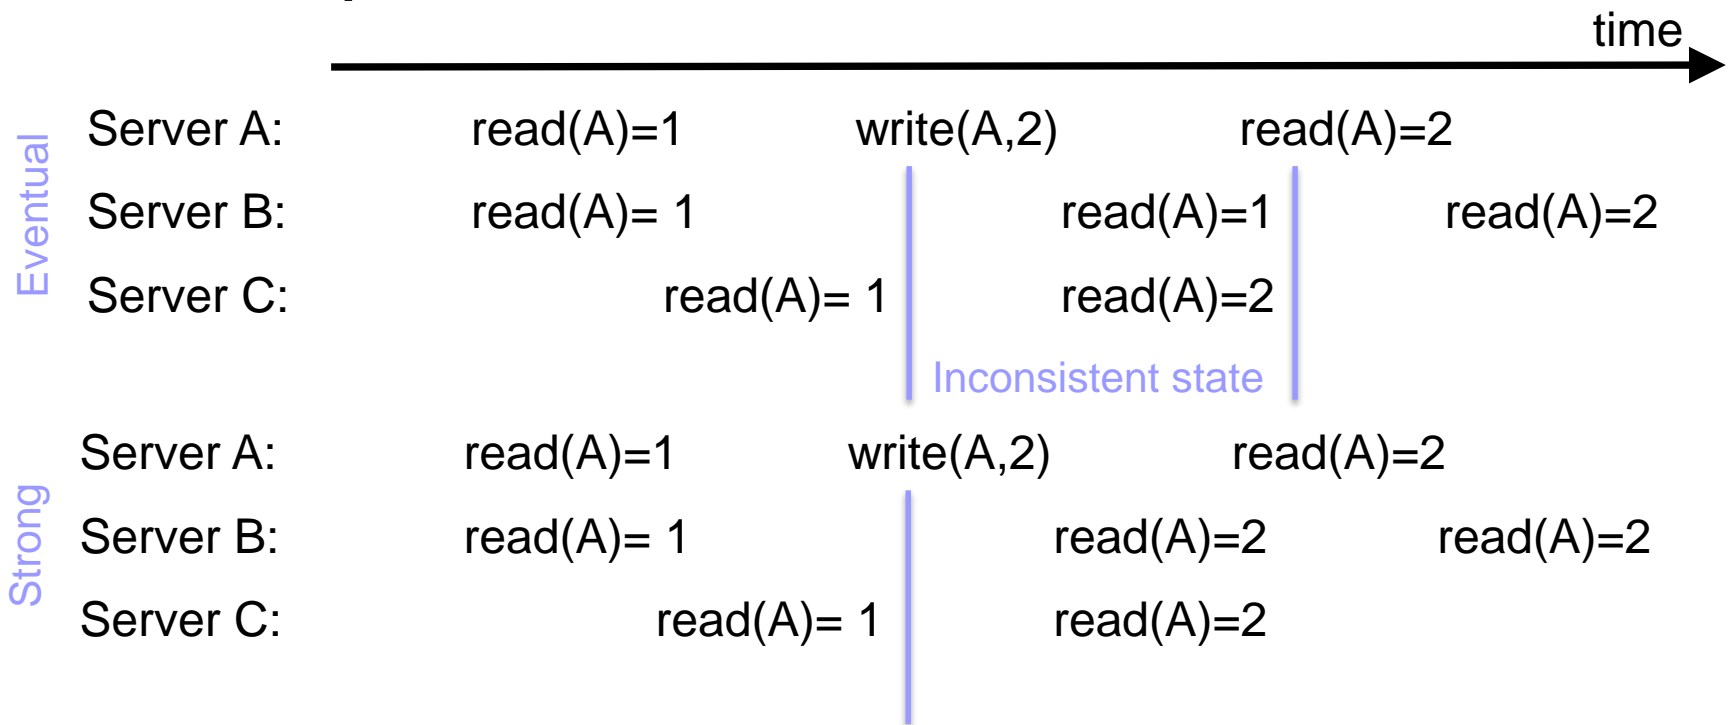 time
Eventual
Server A: read(A)=1 write(A,2) read(A)=2
Server B: read(A)= 1 read(A)=1 read(A)=2
Server C: read(A)= 1 read(A)=2
Inconsistent state
Strong
Server A: read(A)=1 write(A,2) read(A)=2
Server B: read(A)= 1 read(A)=2 read(A)=2
Server C: read(A)= 1 read(A)=2